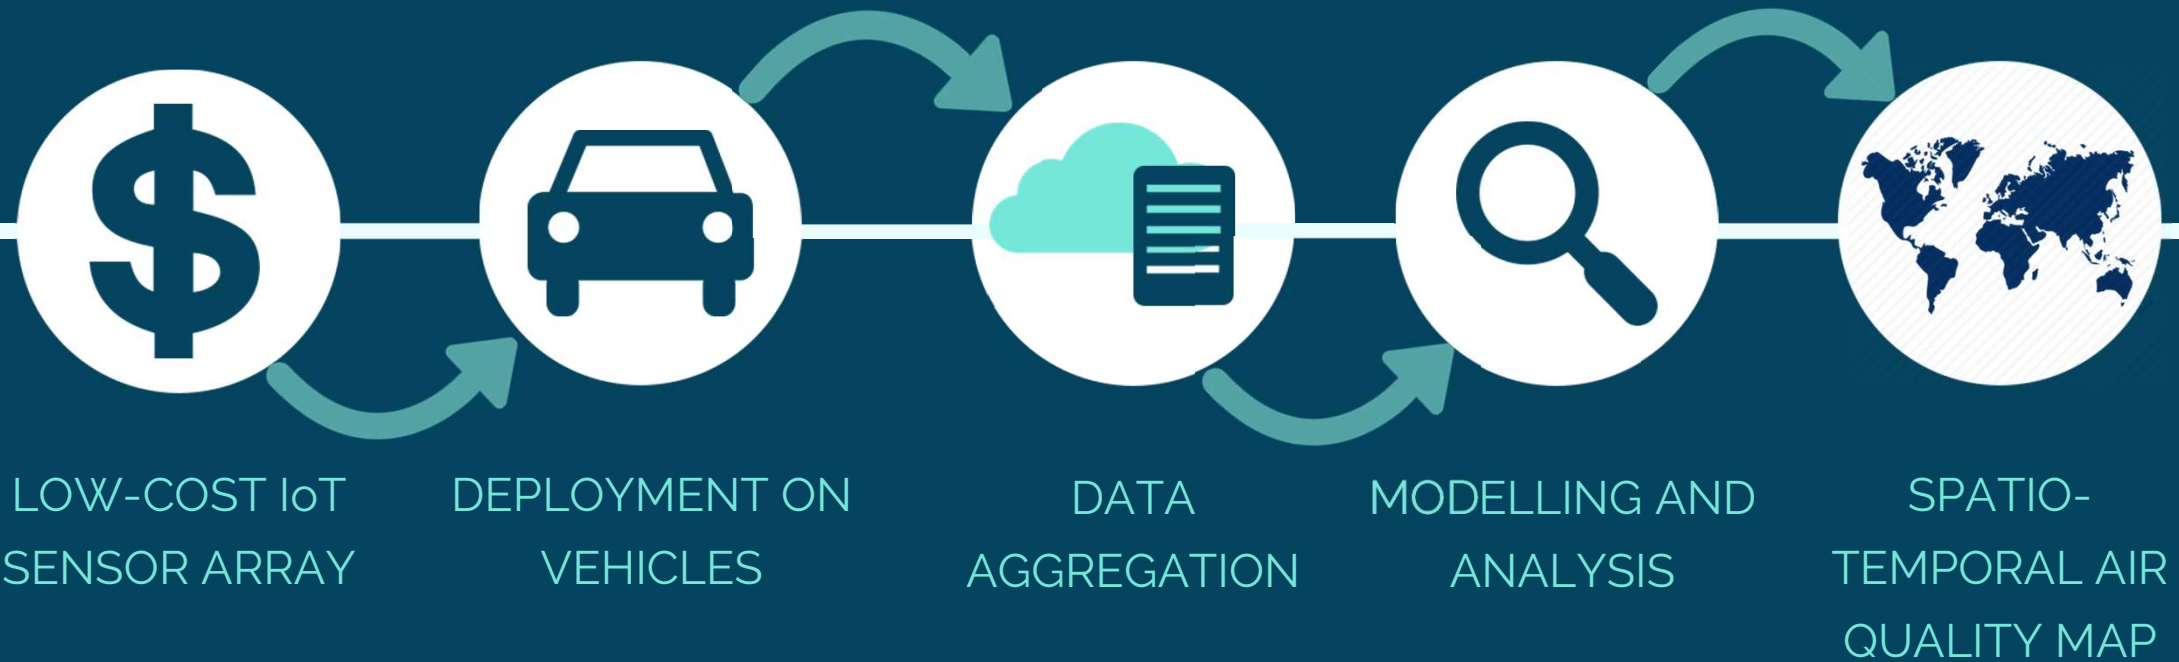 LOW-COST IoT
SENSOR ARRAY
DEPLOYMENT ON
VEHICLES
DATA
AGGREGATION
MODELLING AND
ANALYSIS
SPATIO-
TEMPORAL AIR
QUALITY MAP